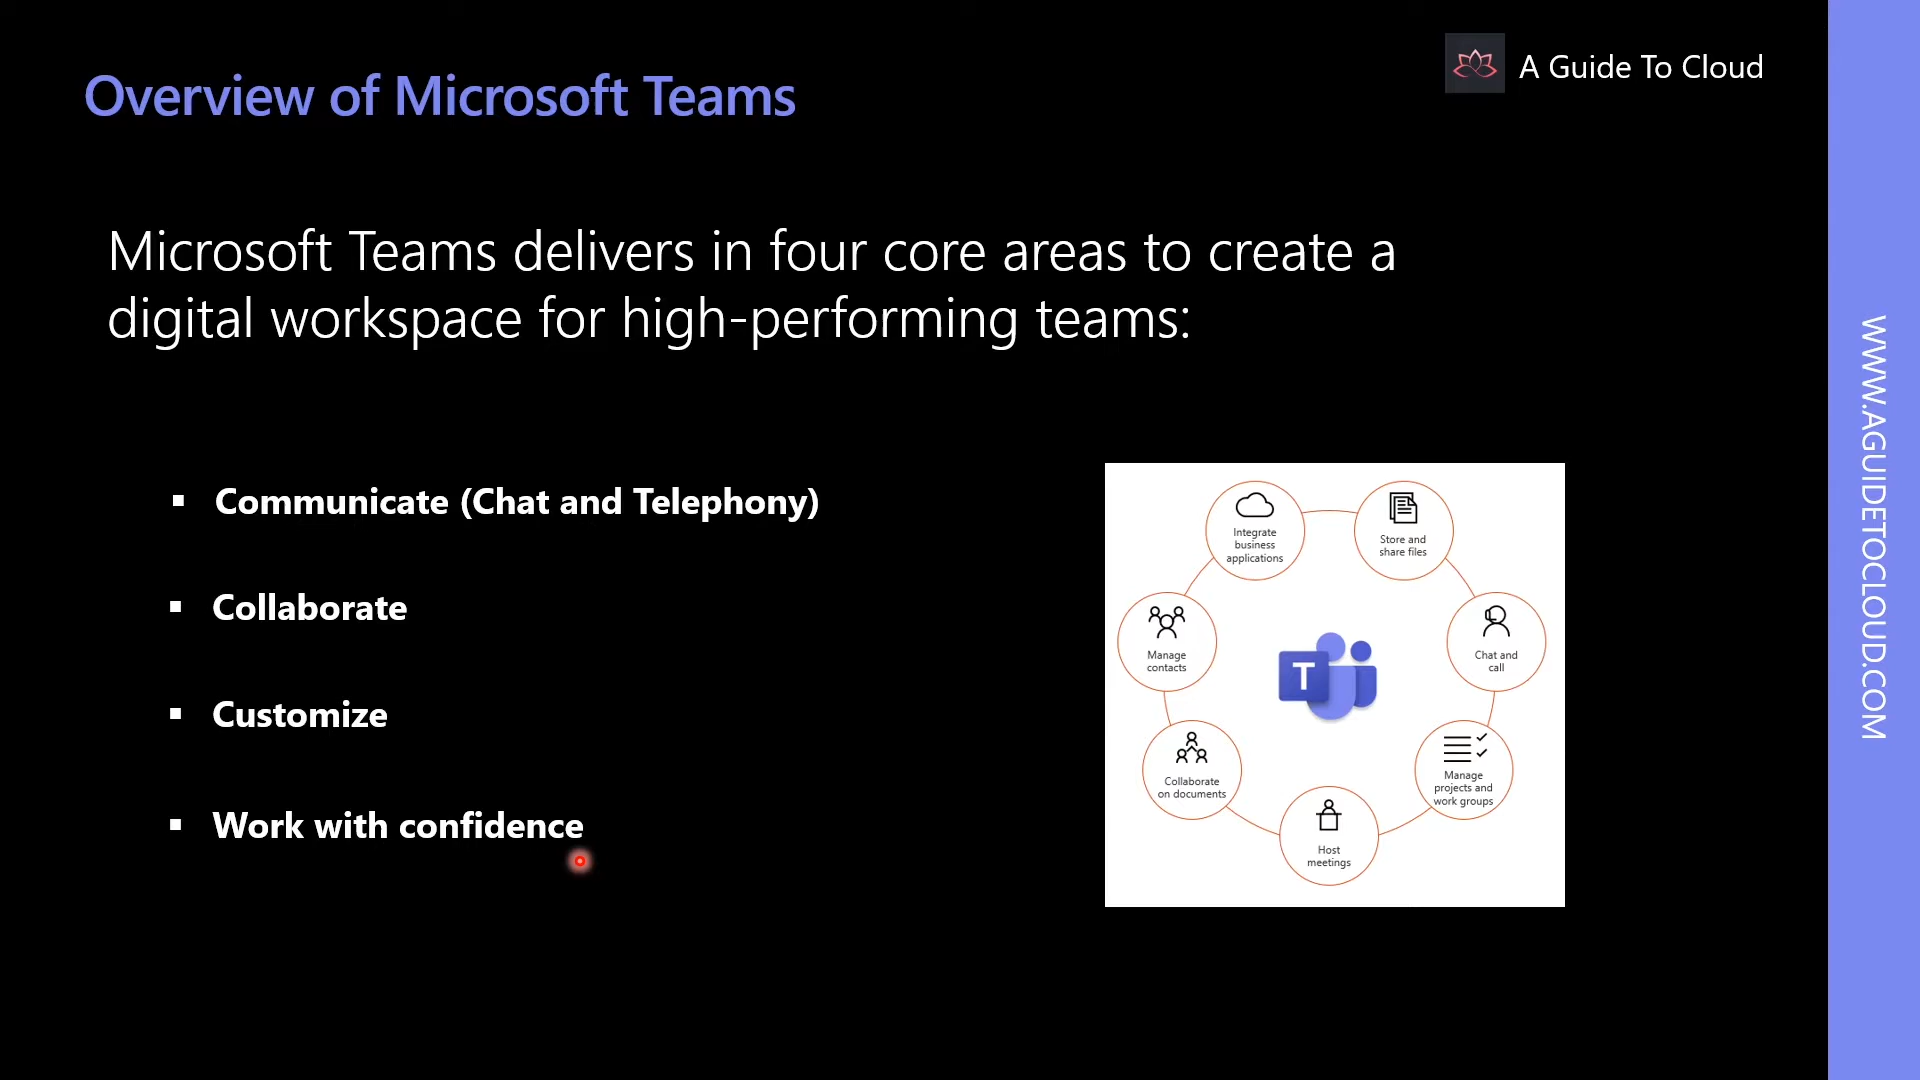 Overview of Microsoft Teams
A Guide To Cloud
Microsoft Teams delivers in four core areas to create a
digital workspace for high-performing teams:
▪ Communicate (Chat and Telephony)
▪ Collaborate
▪ Customize
▪ Work with confidence
Integrate
business
applications
Store and
share files
Manage
contacts
Chat and
call
T
Collaborate
on documents
Manage
projects and
work groups
Host
meetings
WWW.AGUIDETOCLOUD.COM